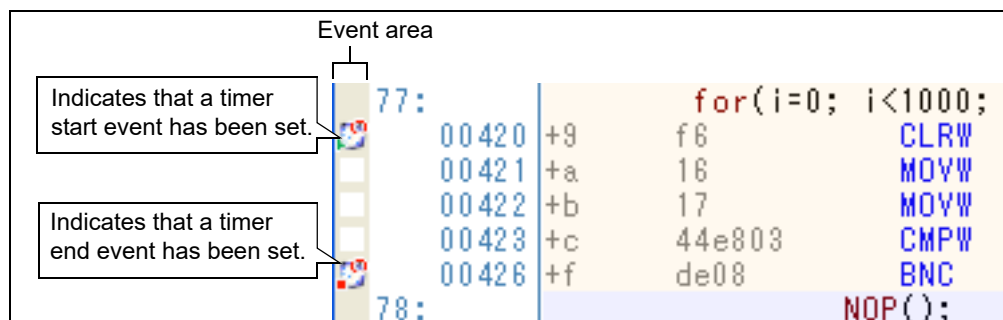 Event area
Indicates that a timer
start event has been set.
77: for(i=0; i<1000;
00420 +9 f6 CLRW
00421 +a 16 MOVW
00422 +b 17 MOVW
Indicates that a timer
end event has been set.
00423 +c 44e803 CMPW
00426 +f de08 BNC
78: NOP();